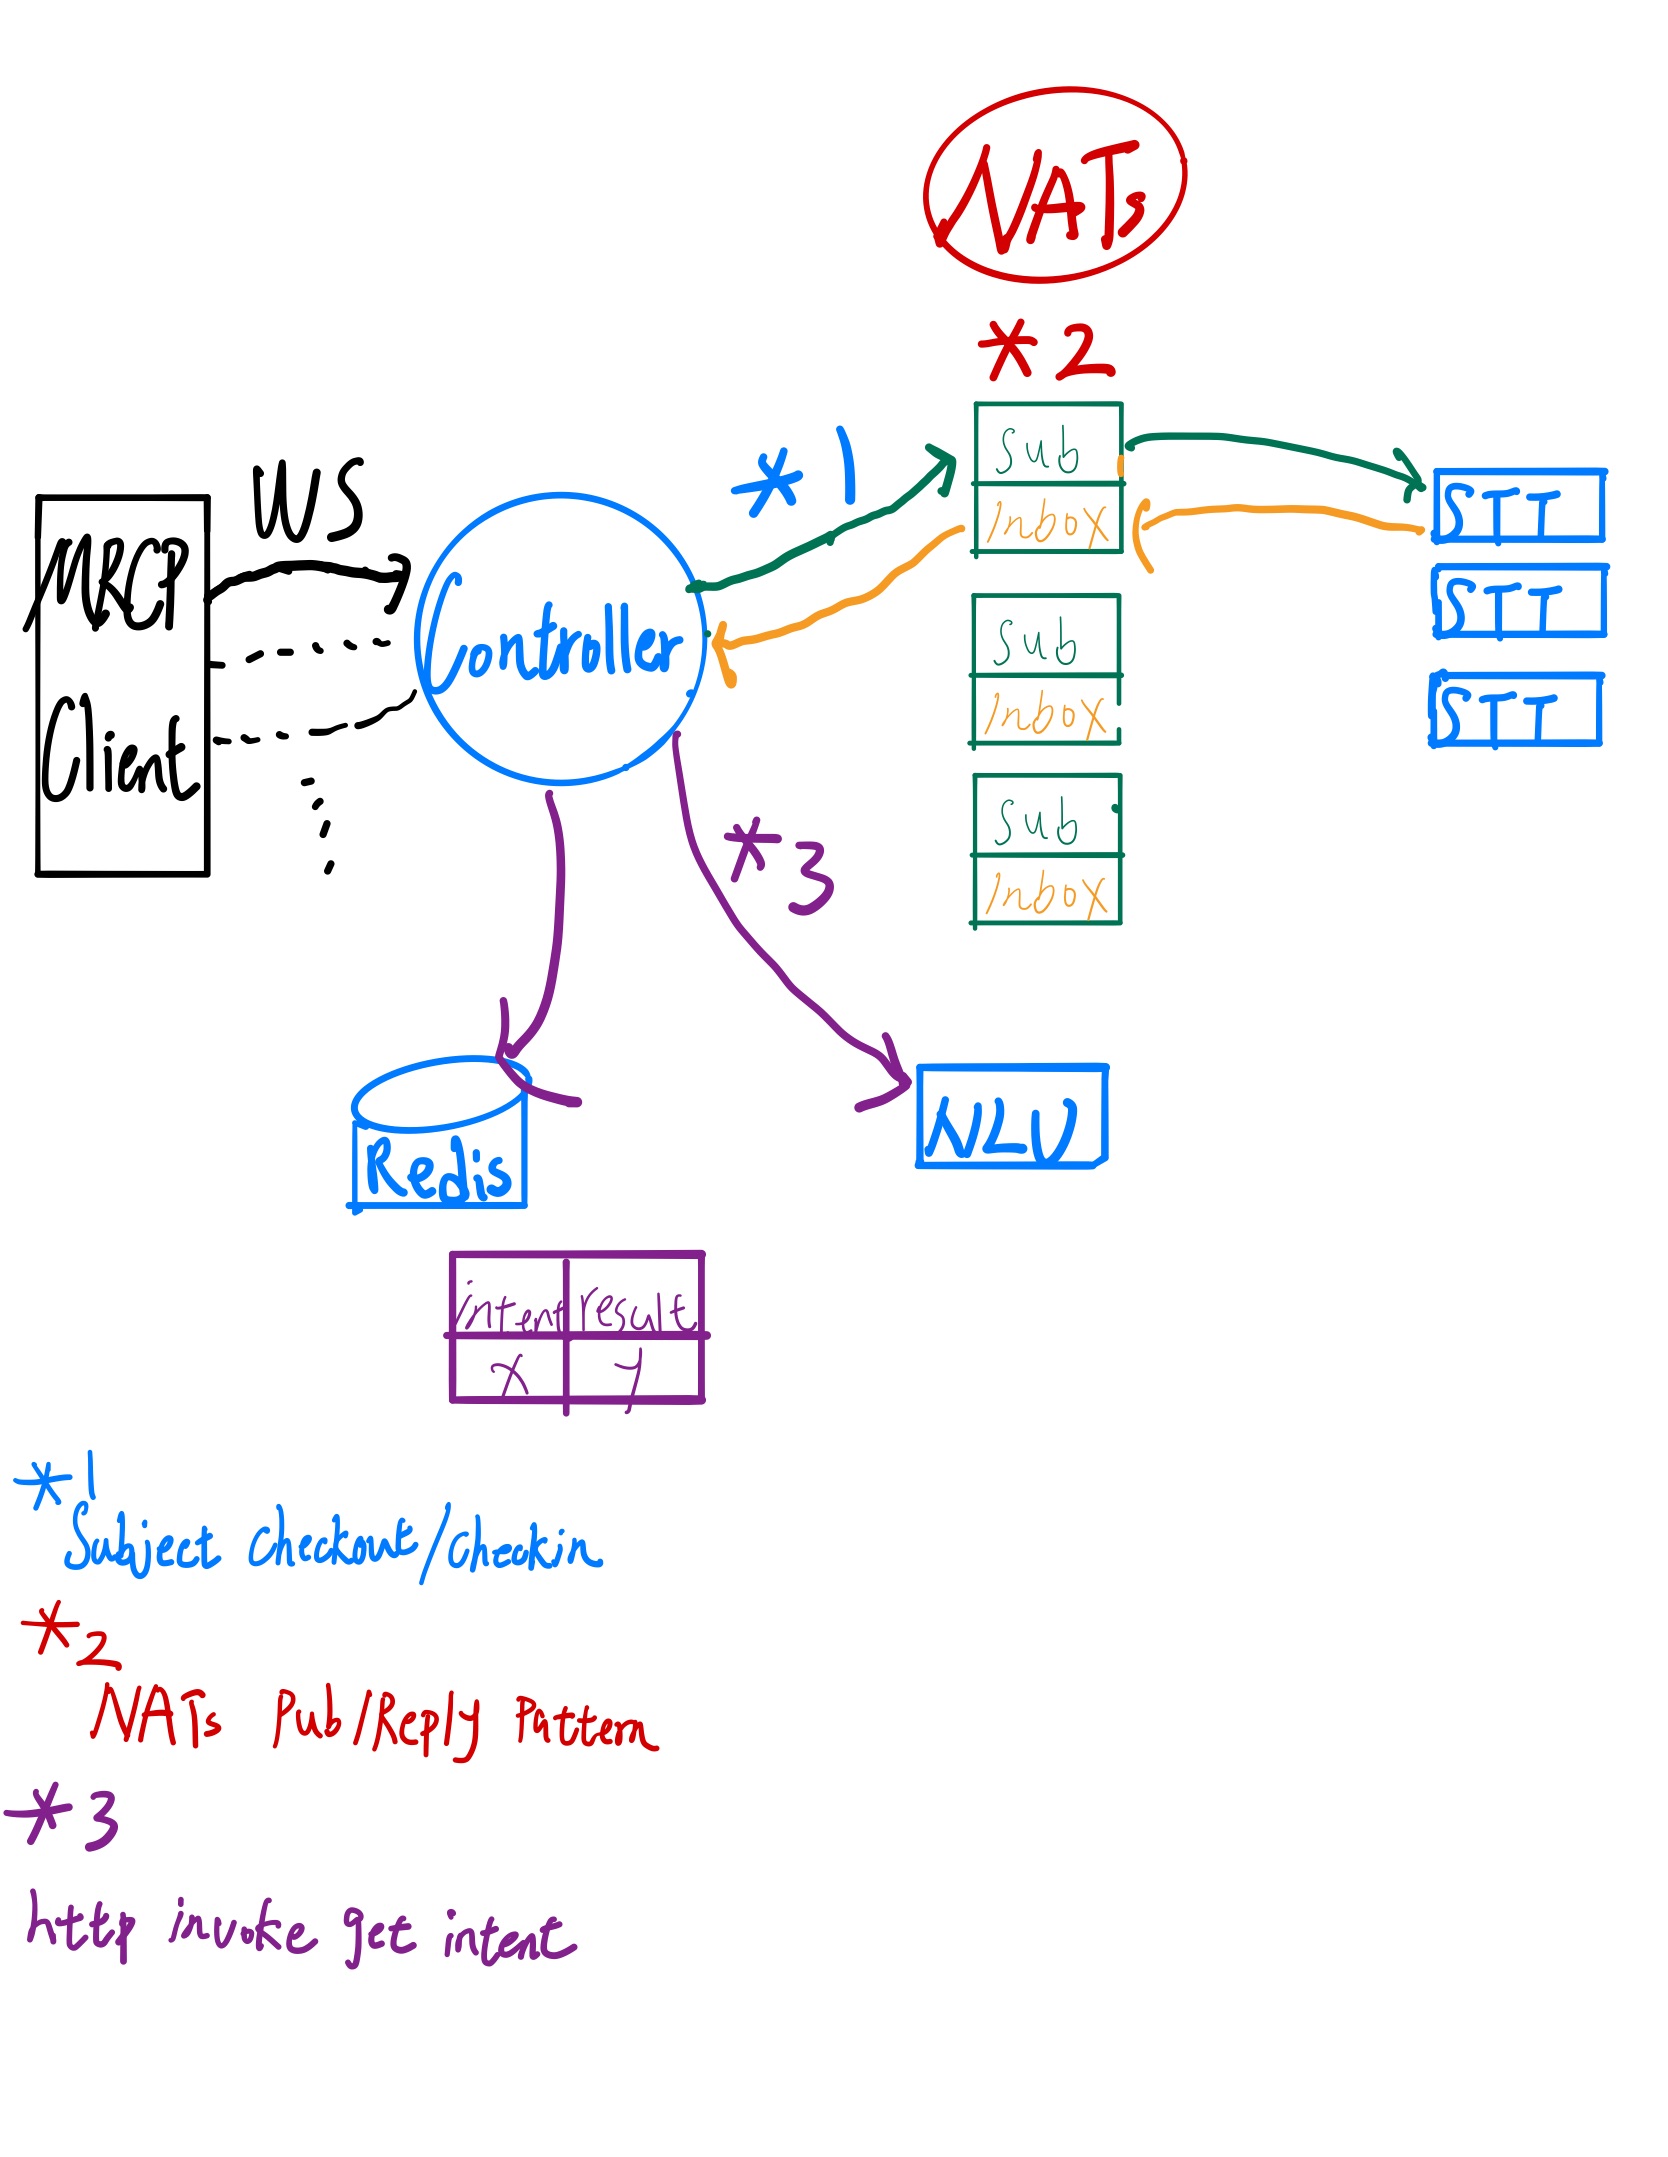 NATs
*2
*1
Sub
Inbox
WS
MRCP
Client
Controller
STT
STT
STT
Sub
Inbox
Sub
Inbox
*3
Redis
NLU
intent result
x y
*1
Subject Checkout/Checkin
*2
NATs Pub/Reply Pattern
*3
http invoke get intent